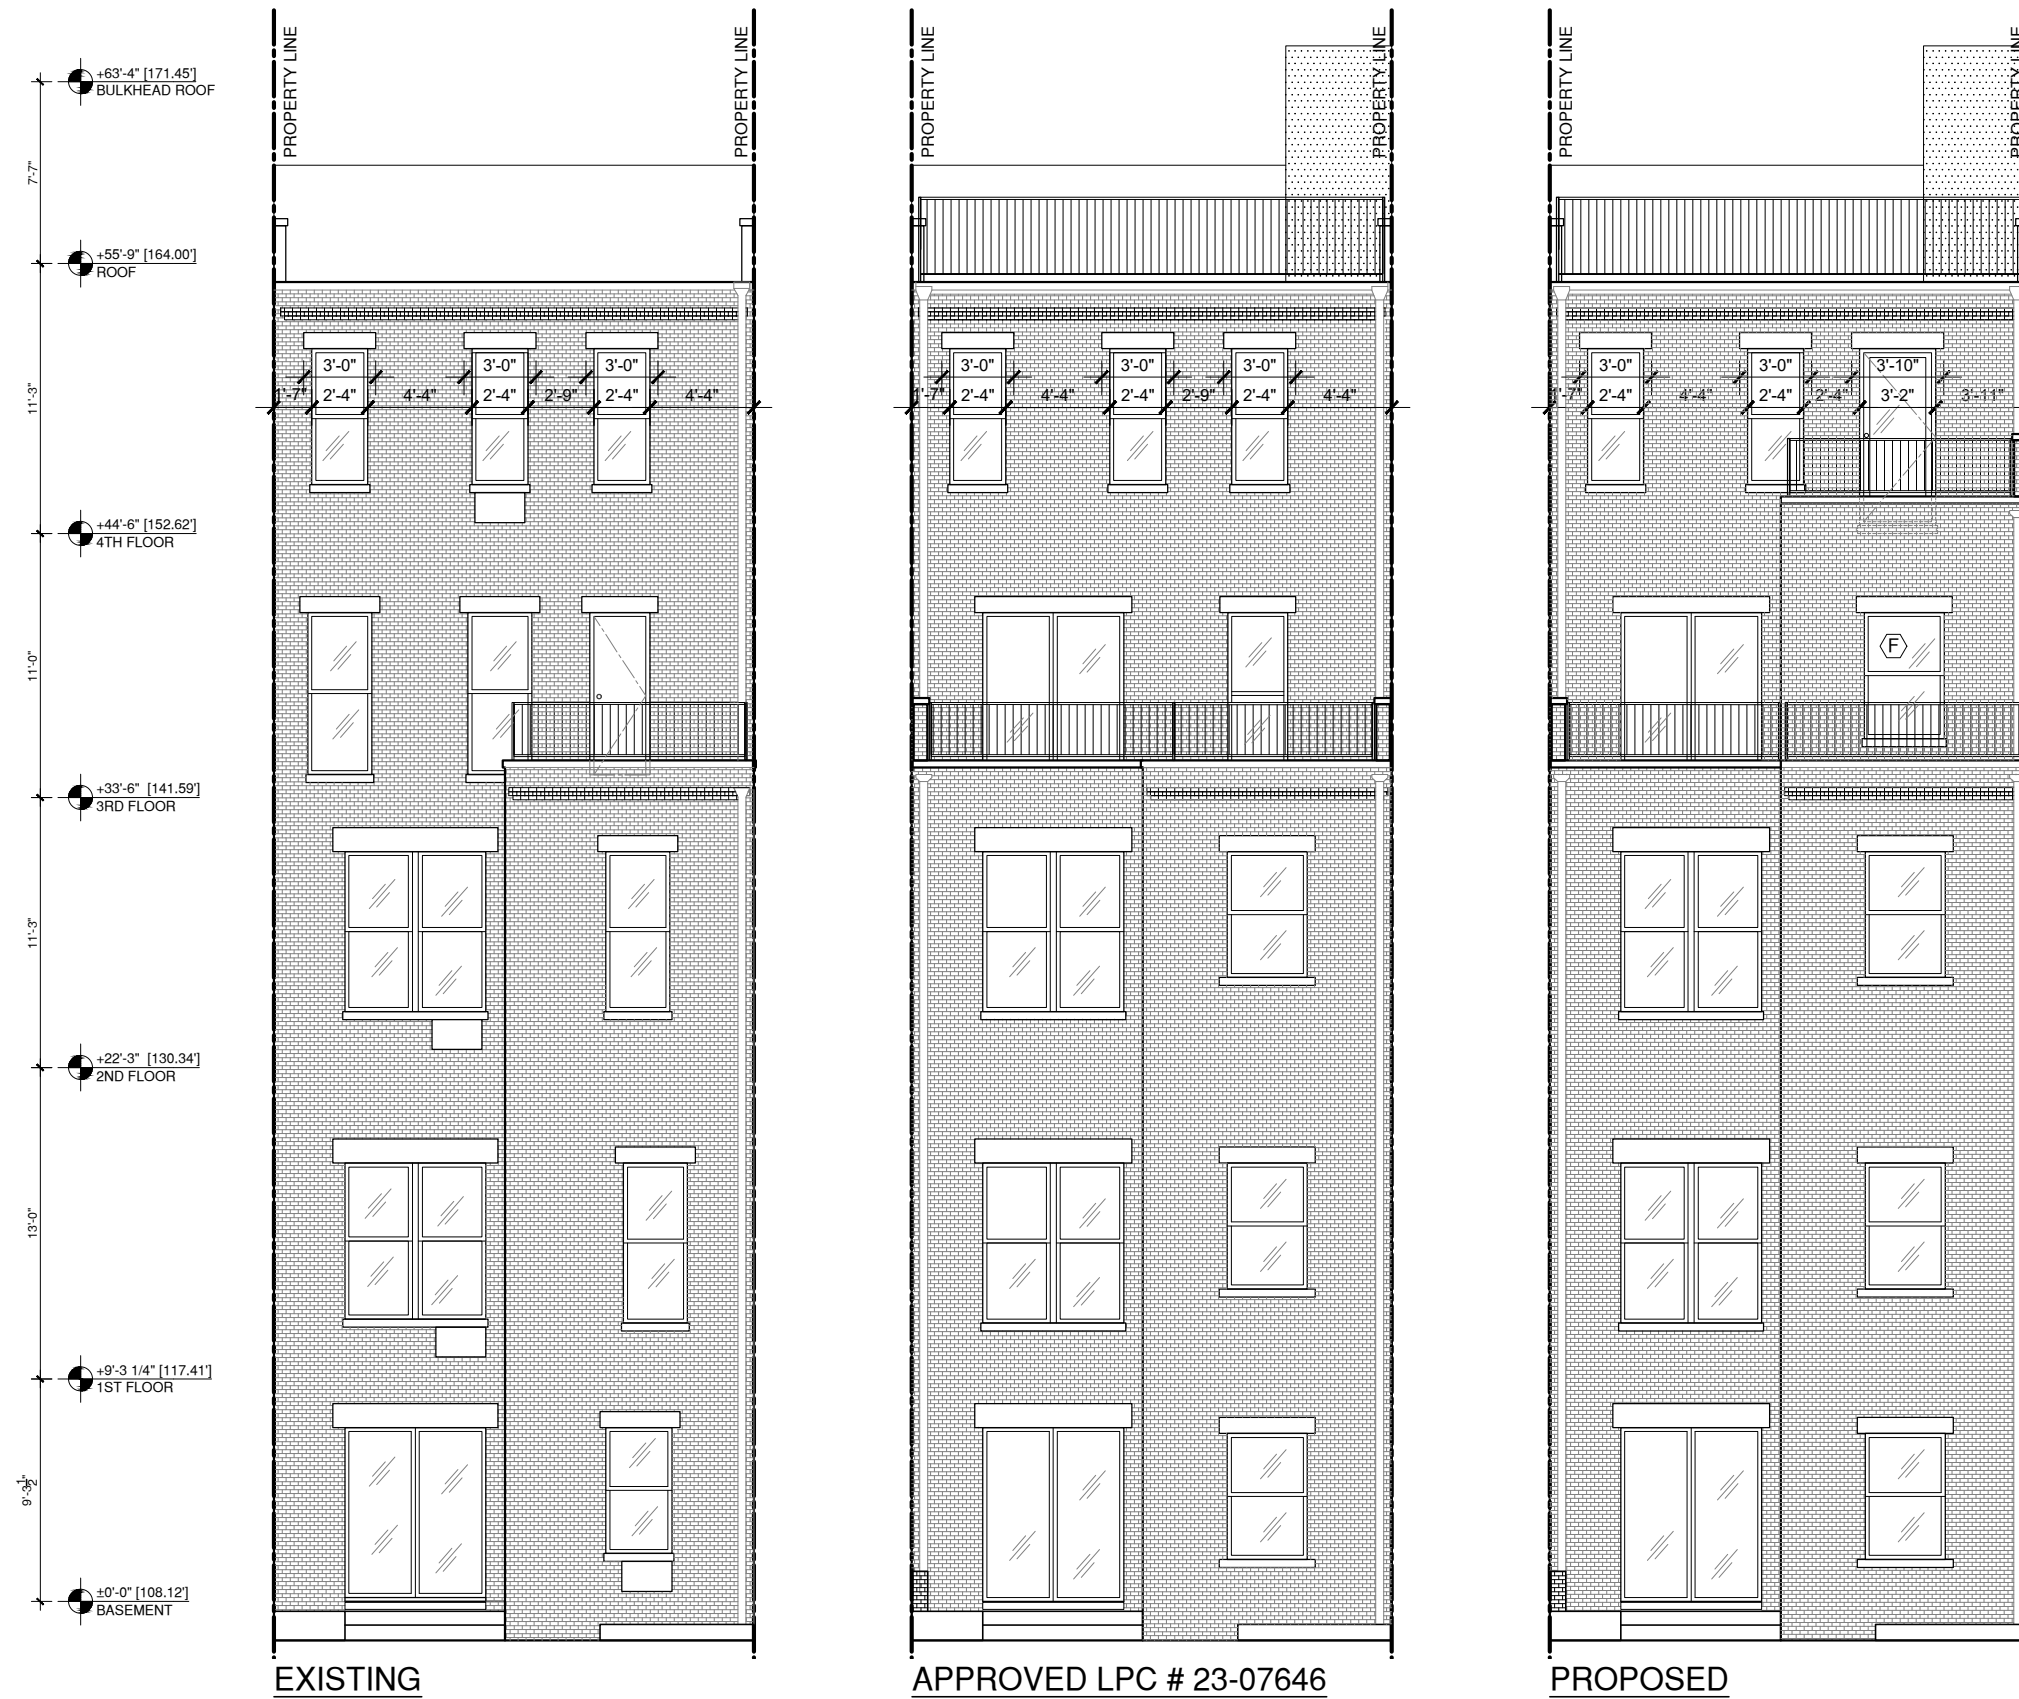 PROPERTY LINE
PROPERTY LINE
PROPERTY LINE
PROPERTY LINE
PROPERTY LINE
PROPERTY LINE
+63'-4" [171.45']
BULKHEAD ROOF
7'-7"
+55'-9" [164.00']
ROOF
11'-3"
+44'-6" [152.62']
4TH FLOOR
11'-0"
+33'-6" [141.59']
3RD FLOOR
11'-3"
+22'-3" [130.34']
2ND FLOOR
13'-0"
+9'-3 1/4" [117.41']
1ST FLOOR
9'-3 1/2"
±0'-0" [108.12']
BASEMENT
3'-0" 3'-0" 3'-0"
1'-7" 2'-4" 4'-4" 2'-4" 2'-9" 2'-4" 4'-4"
EXISTING
3'-0" 3'-0" 3'-0"
1'-7" 2'-4" 4'-4" 2'-4" 2'-9" 2'-4" 4'-4"
APPROVED LPC # 23-07646
3'-0" 3'-0" 3'-10"
1'-7" 2'-4" 4'-4" 2'-4" 2'-4" 3'-2" 3'-11"
F
PROPOSED